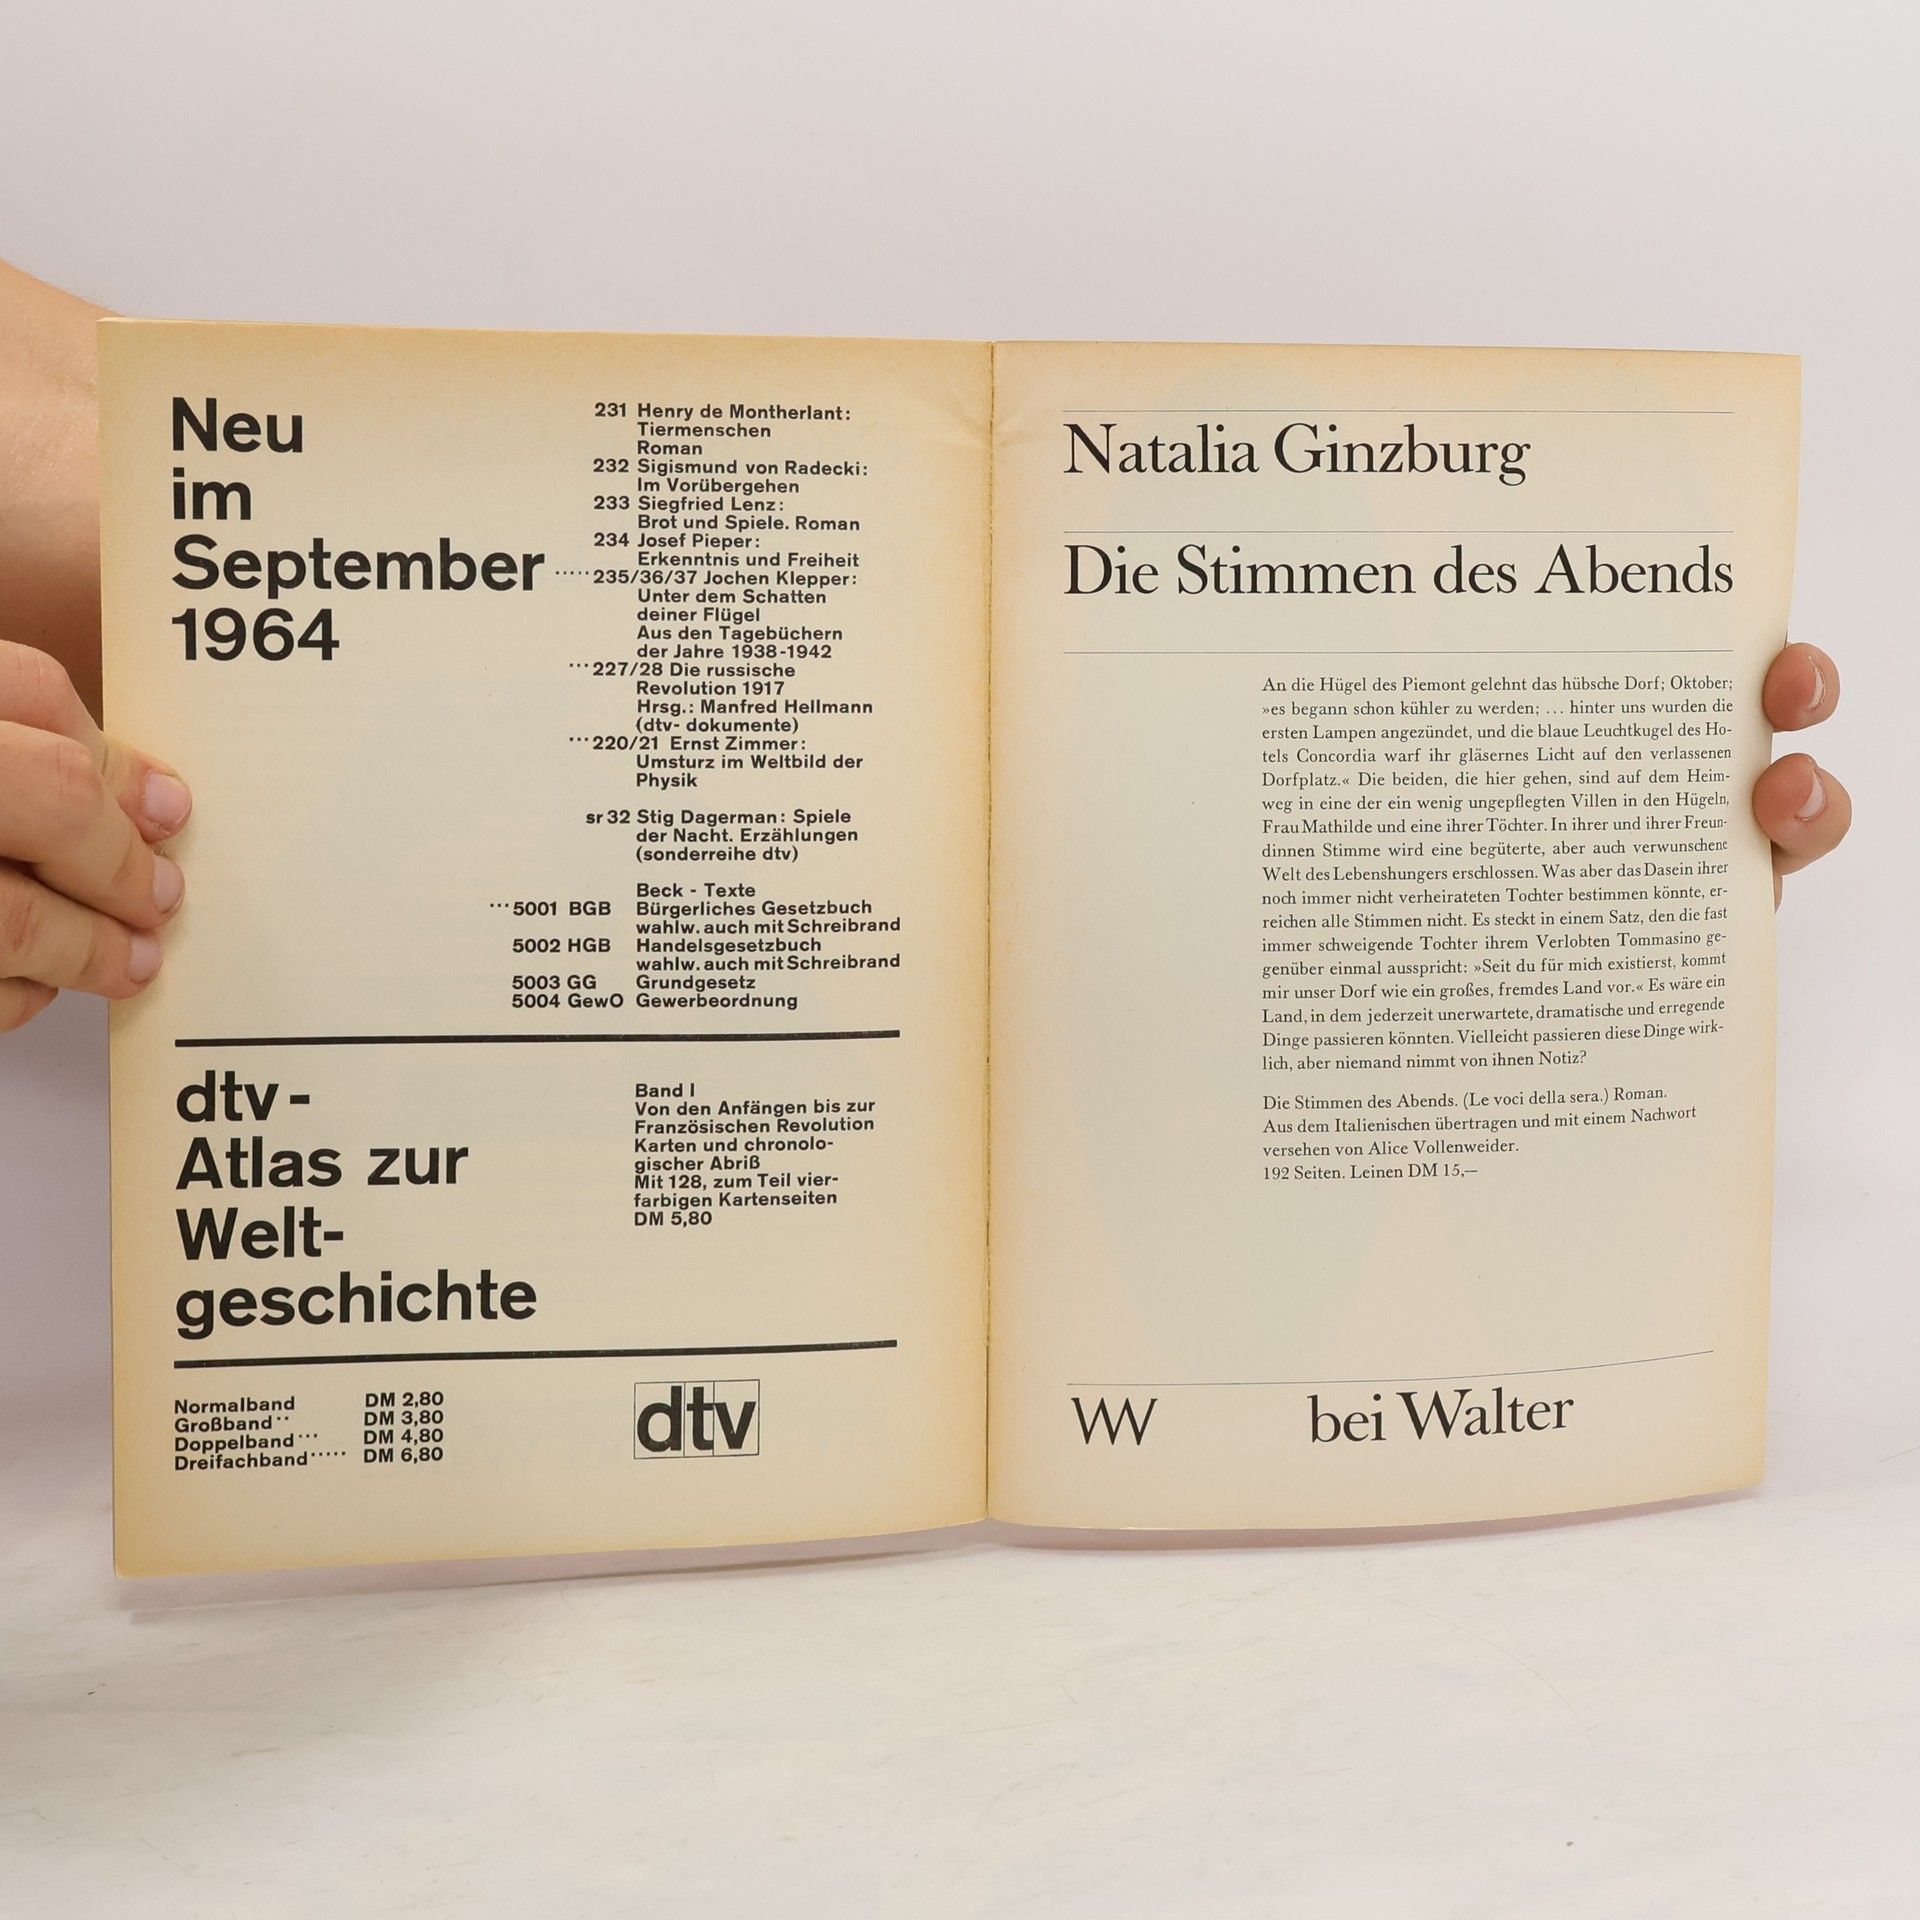 Neu
im
September
1964
231 Henry de Montherlant:
Tiermenschen
Roman
232 Sigismund von Radecki:
Im Vorübergehen
233 Siegfried Lenz:
Brot und Spiele. Roman
234 Josef Pieper:
Erkenntnis und Freiheit
·····235/36/37 Jochen Klepper:
Unter dem Schatten
deiner Flügel
Aus den Tagebüchern
der Jahre 1938-1942
···227/28 Die russische
Revolution 1917
Hrsg.: Manfred Hellmann
(dtv- dokumente)
···220/21 Ernst Zimmer:
Umsturz im Weltbild der
Physik
sr 32 Stig Dagerman: Spiele
der Nacht. Erzählungen
(sonderreihe dtv)
Beck - Texte
···5001 BGB Bürgerliches Gesetzbuch
wahlw. auch mit Schreibrand
5002 HGB Handelsgesetzbuch
wahlw. auch mit Schreibrand
5003 GG Grundgesetz
5004 GewO Gewerbeordnung
dtv-
Atlas zur
Welt-
geschichte
Band I
Von den Anfängen bis zur
Französischen Revolution
Karten und chronolo-
gischer Abriß
Mit 128, zum Teil vier-
farbigen Kartenseiten
DM 5,80
Normalband DM 2,80
Großband·· DM 3,80
Doppelband··· DM 4,80
Dreifachband····· DM 6,80
dtv
Natalia Ginzburg
Die Stimmen des Abends
An die Hügel des Piemont gelehnt das hübsche Dorf; Oktober;
»es begann schon kühler zu werden; ... hinter uns wurden die
ersten Lampen angezündet, und die blaue Leuchtkugel des Ho-
tels Concordia warf ihr gläsernes Licht auf den verlassenen
Dorfplatz.« Die beiden, die hier gehen, sind auf dem Heim-
weg in eine der ein wenig ungepflegten Villen in den Hügeln,
Frau Mathilde und eine ihrer Töchter. In ihrer und ihrer Freun-
dinnen Stimme wird eine begüterte, aber auch verwunschene
Welt des Lebenshungers erschlossen. Was aber das Dasein ihrer
noch immer nicht verheirateten Tochter bestimmen könnte, er-
reichen alle Stimmen nicht. Es steckt in einem Satz, den die fast
immer schweigende Tochter ihrem Verlobten Tommasino ge-
genüber einmal ausspricht: »Seit du für mich existierst, kommt
mir unser Dorf wie ein großes, fremdes Land vor.« Es wäre ein
Land, in dem jederzeit unerwartete, dramatische und erregende
Dinge passieren könnten. Vielleicht passieren diese Dinge wirk-
lich, aber niemand nimmt von ihnen Notiz?
Die Stimmen des Abends. (Le voci della sera.) Roman.
Aus dem Italienischen übertragen und mit einem Nachwort
versehen von Alice Vollenweider.
192 Seiten. Leinen DM 15,—
W bei Walter